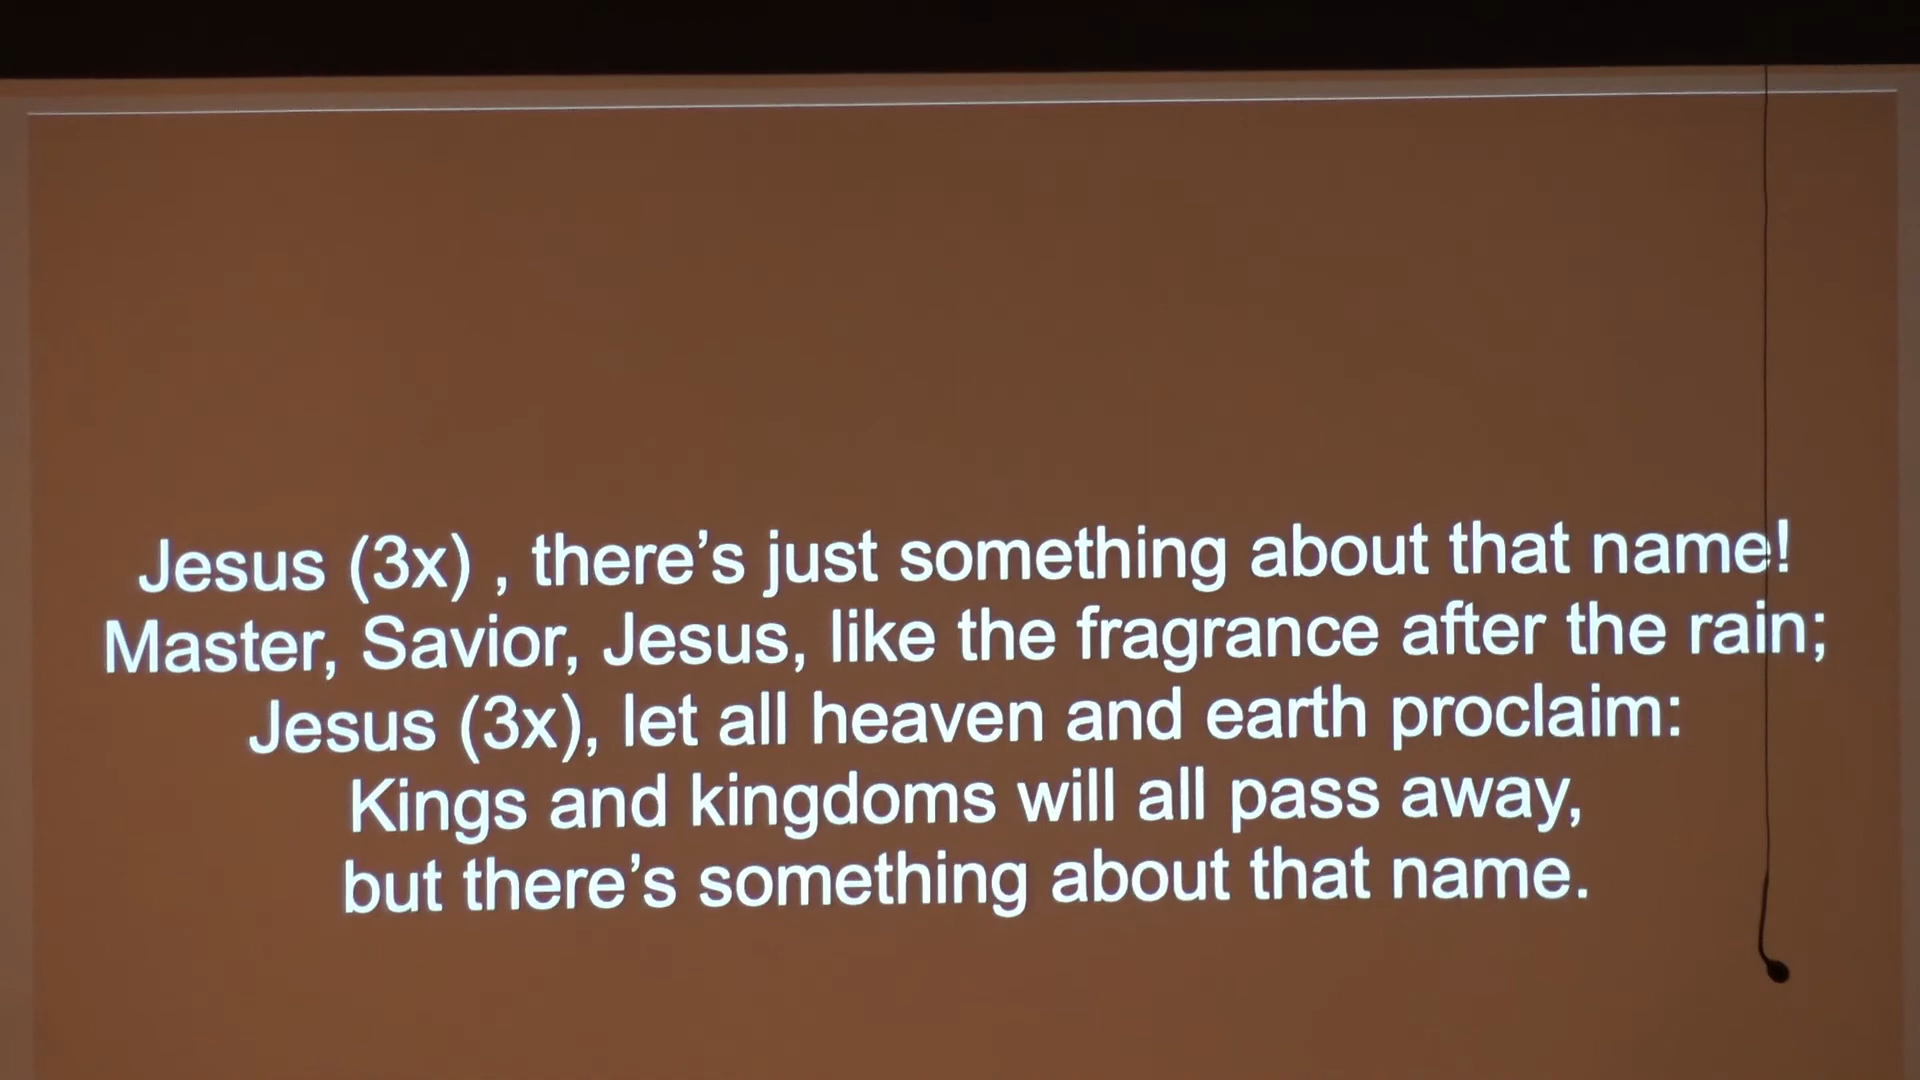 Jesus (3x) , there’s just something about that name!
Master, Savior, Jesus, like the fragrance after the rain;
Jesus (3x), let all heaven and earth proclaim:
Kings and kingdoms will all pass away,
but there’s something about that name.